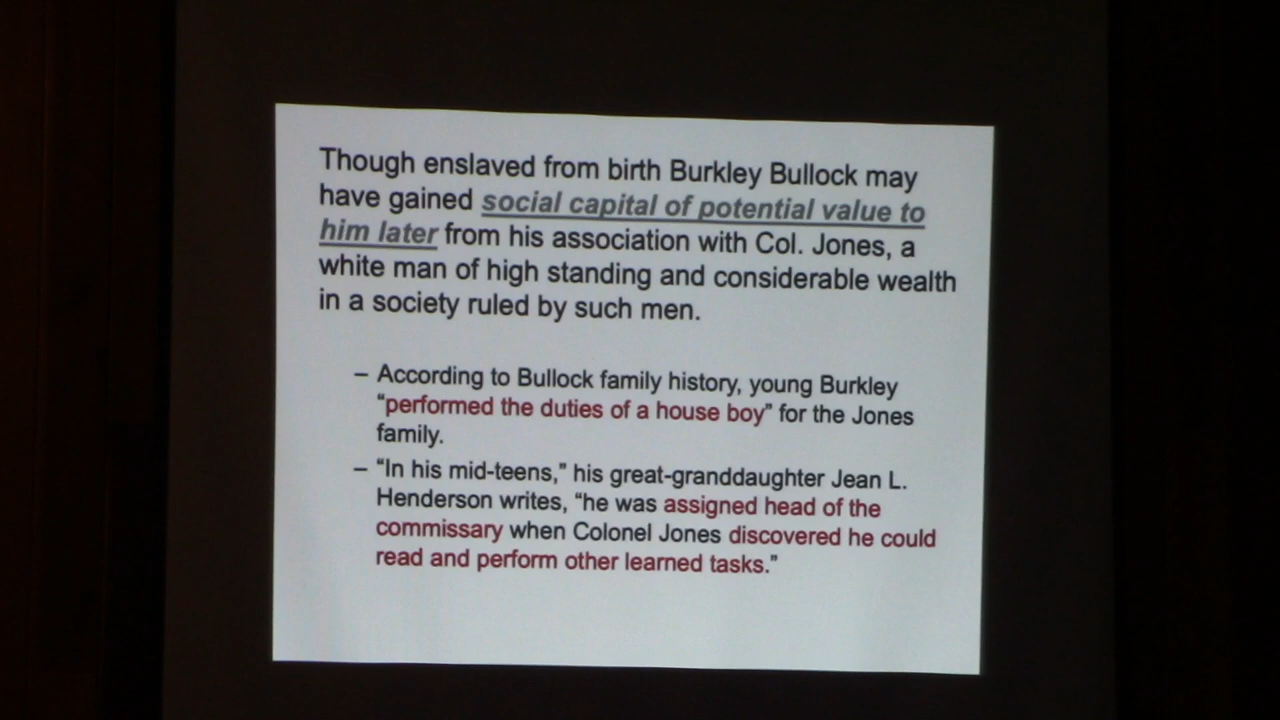 Though enslaved from birth Burkley Bullock may
have gained social capital of potential value to
him later from his association with Col. Jones, a
white man of high standing and considerable wealth
in a society ruled by such men.
– According to Bullock family history, young Burkley
“performed the duties of a house boy” for the Jones
family.
– “In his mid-teens,” his great-granddaughter Jean L.
Henderson writes, “he was assigned head of the
commissary when Colonel Jones discovered he could
read and perform other learned tasks.”